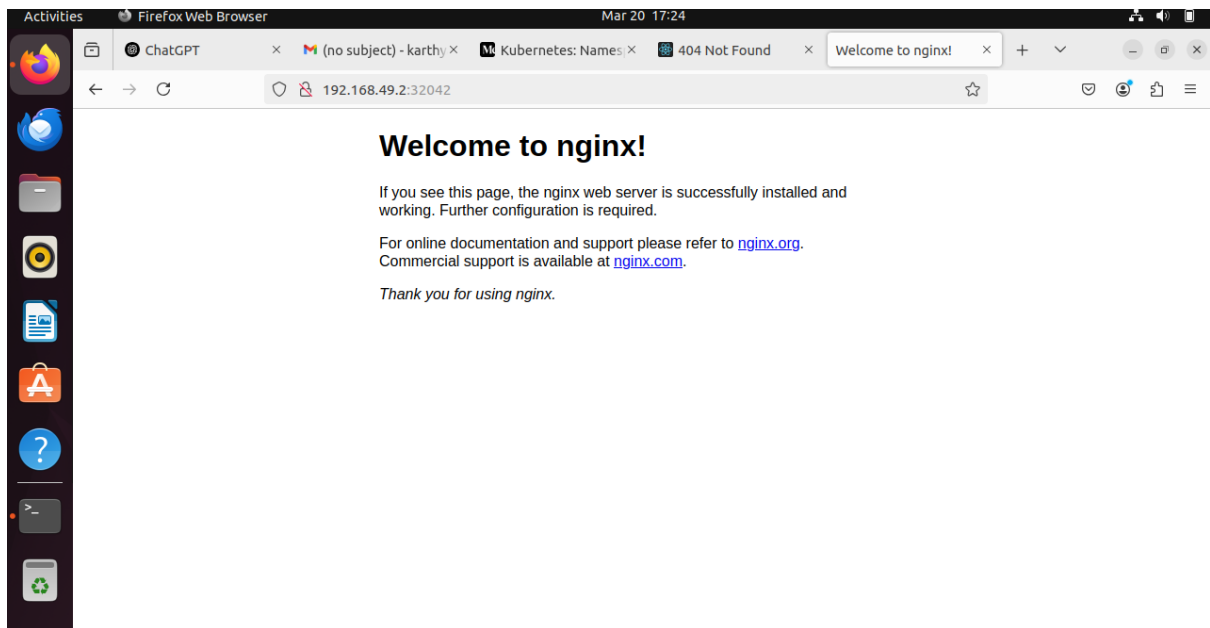 Activities Firefox Web Browser Mar 20 17:24
ChatGPT (no subject) - karthy Kubernetes: Names 404 Not Found Welcome to nginx!
192.168.49.2:32042
Welcome to nginx!
If you see this page, the nginx web server is successfully installed and
working. Further configuration is required.
For online documentation and support please refer to nginx.org.
Commercial support is available at nginx.com.
Thank you for using nginx.